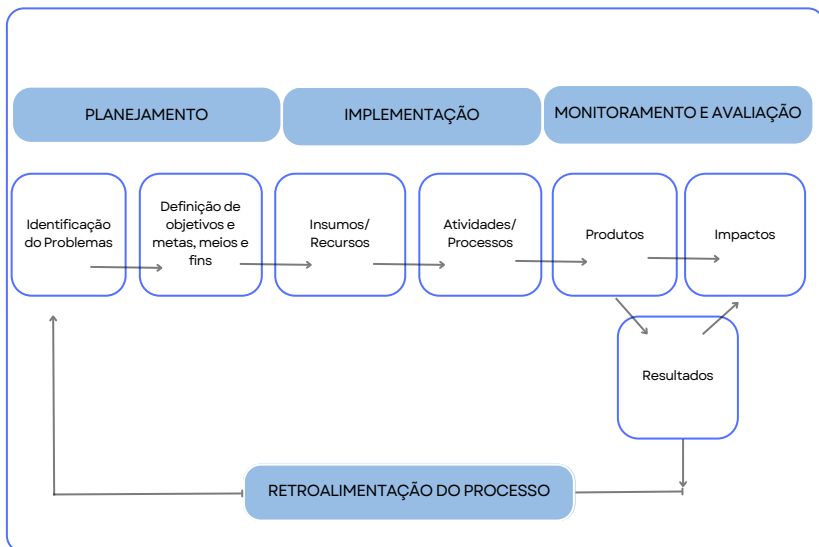 PLANEJAMENTO
IMPLEMENTAÇÃO
MONITORAMENTO E AVALIAÇÃO
Identificação
do Problemas
Definição de
objetivos e
metas, meios e
fins
Insumos/
Recursos
Atividades/
Processos
Produtos
Impactos
Resultados
RETROALIMENTAÇÃO DO PROCESSO